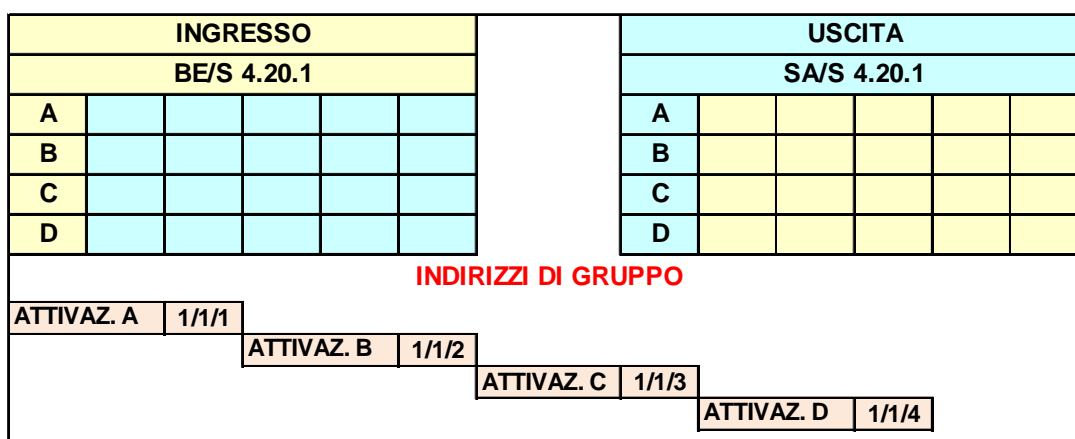 INGRESSO USCITA
BE/S 4.20.1 SA/S 4.20.1
A A
B B
C C
D D
INDIRIZZI DI GRUPPO
ATTIVAZ. A 1/1/1
ATTIVAZ. B 1/1/2
ATTIVAZ. C 1/1/3
ATTIVAZ. D 1/1/4